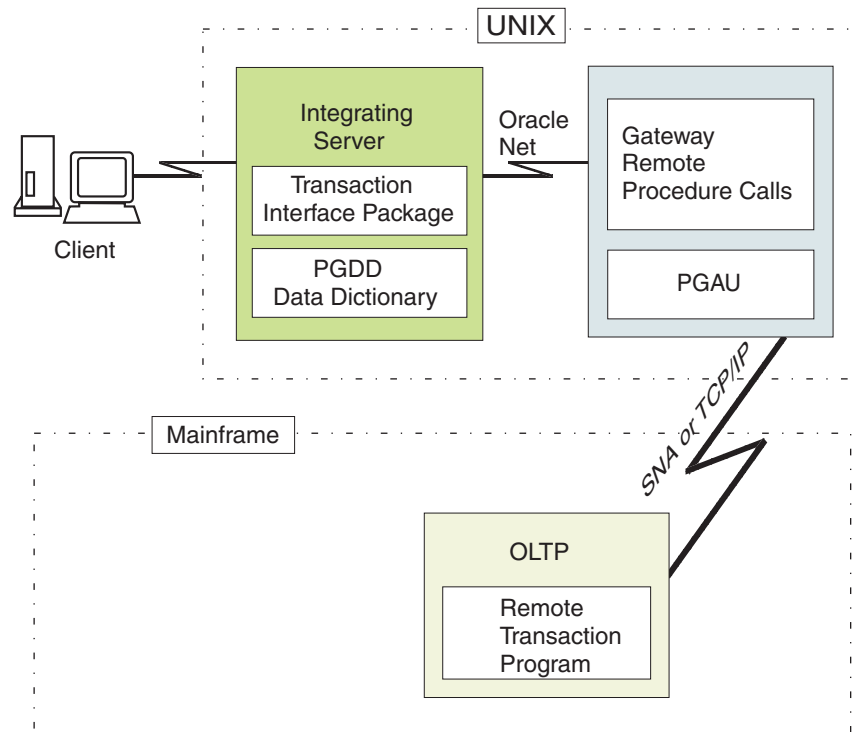 UNIX
Integrating
Server
Transaction
Interface Package
PGDD
Data Dictionary
Oracle
Net
Gateway
Remote
Procedure Calls
PGAU
Client
SNA or TCP/IP
Mainframe
OLTP
Remote
Transaction
Program